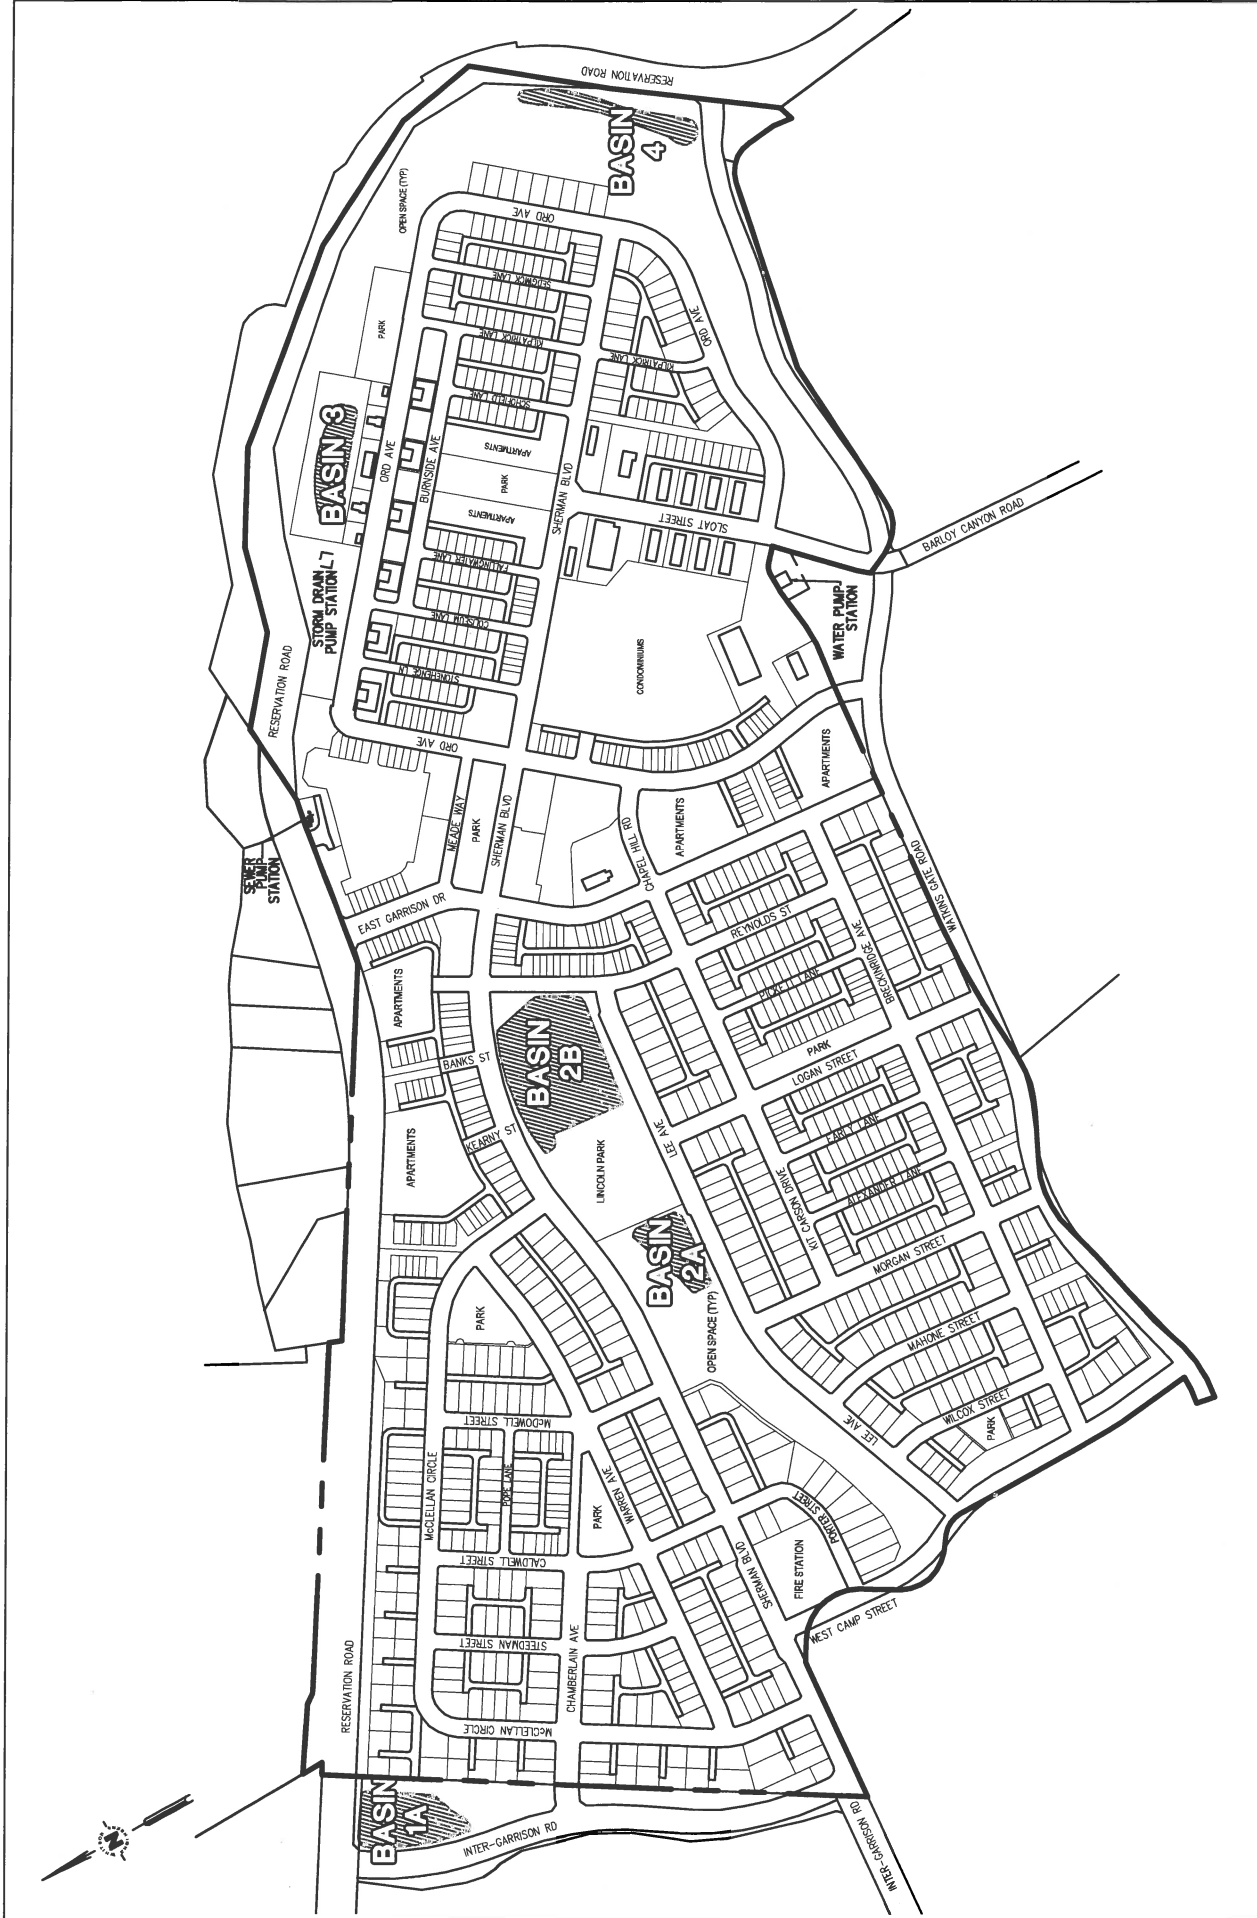 RESERVATION ROAD
BASIN
4
OPEN SPACE (TYP)
ORD AVE
SEDGWICK LANE
PARK
ORD AVE
KILPATRICK LANE
KILPATRICK LANE
SCHOFIELD LANE
BASIN 3
ORD AVE
BURNSIDE AVE
APARTMENTS
PARK
APARTMENTS
SHERMAN BLVD
SLOAT STREET
BARLOY CANYON ROAD
STORM DRAIN
PUMP STATION
FALLINGWATER LANE
COLISEUM LANE
STONEHENGE LN
CONDOMINIUMS
WATER PUMP
STATION
RESERVATION ROAD
ORD AVE
MEADE WAY
PARK
SHERMAN BLVD
CHAPEL HILL RD
APARTMENTS
APARTMENTS
SEWER
PUMP
STATION
EAST GARRISON DR
REYNOLDS ST
PICKETT LANE
BRECKINRIDGE AVE
WATKINS GATE ROAD
APARTMENTS
BANKS ST
BASIN
2B
PARK
LOGAN STREET
KEARNY ST
APARTMENTS
LINCOLN PARK
LEE AVE
EARLY LANE
KIT CARSON DRIVE
ALEXANDER LANE
BASIN
2A
MORGAN STREET
PARK
OPEN SPACE (TYP)
MAHONE STREET
WILCOX STREET
PARK
LEE AVE
McDOWELL STREET
McCLELLAN CIRCLE
POPE LANE
PARK
WARREN AVE
CALDWELL STREET
PORTER STREET
SHERMAN BLVD
FIRE STATION
WEST CAMP STREET
STEEDMAN STREET
CHAMBERLAIN AVE
RESERVATION ROAD
McCLELLAN CIRCLE
BASIN
1A
INTER-GARRISON RD
INTER-GARRISON RD
N